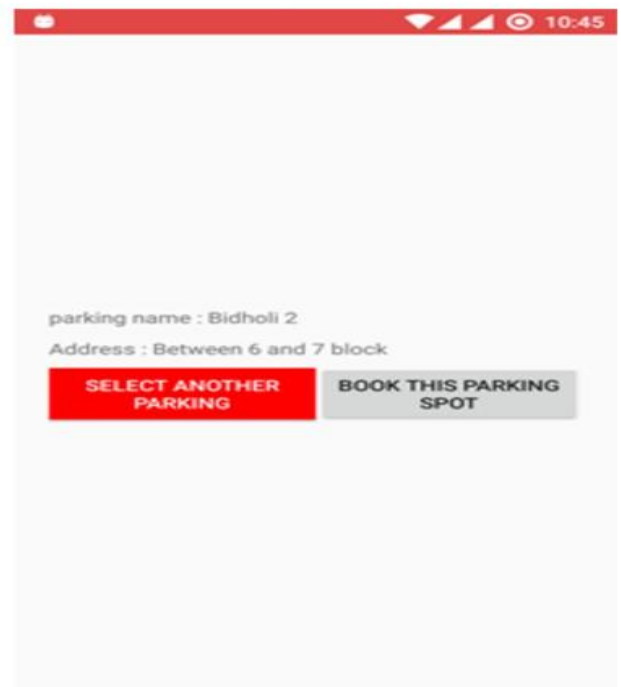 10:45
parking name : Bidholi 2
Address : Between 6 and 7 block
SELECT ANOTHER
PARKING
BOOK THIS PARKING
SPOT